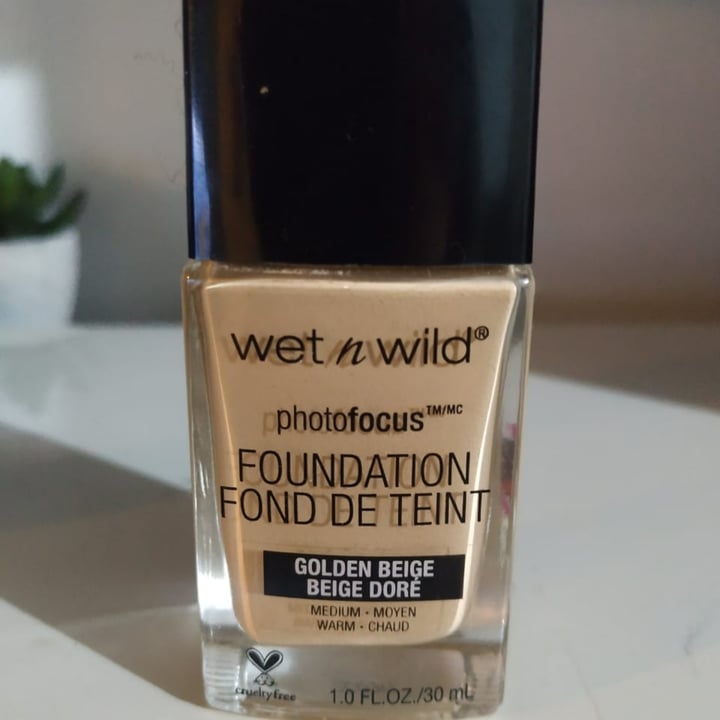 wet n wild®
photofocus™/MC
FOUNDATION
FOND DE TEINT
GOLDEN BEIGE
BEIGE DORÉ
MEDIUM • MOYEN
WARM • CHAUD
cruelty free
1.0 FL.OZ./30 mL